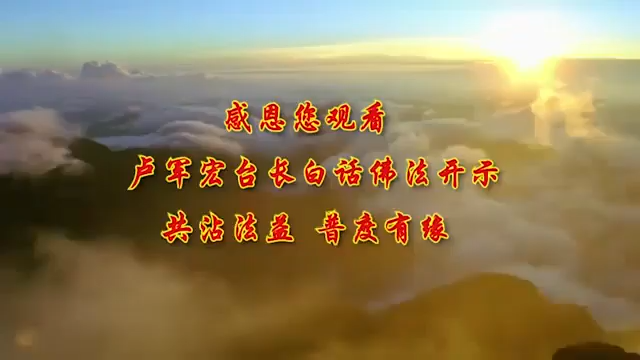 感恩您观看
卢军宏台长白话佛法开示
共沾法益 普度有缘